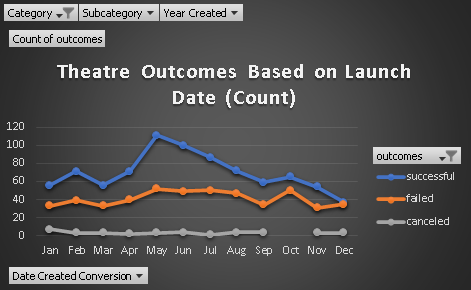 Category Subcategory Year Created
Count of outcomes
Theatre Outcomes Based on Launch
Date (Count)
120
100
80
60
40
20
0
Jan Feb Mar Apr May Jun Jul Aug Sep Oct Nov Dec
outcomes
successful
failed
canceled
Date Created Conversion